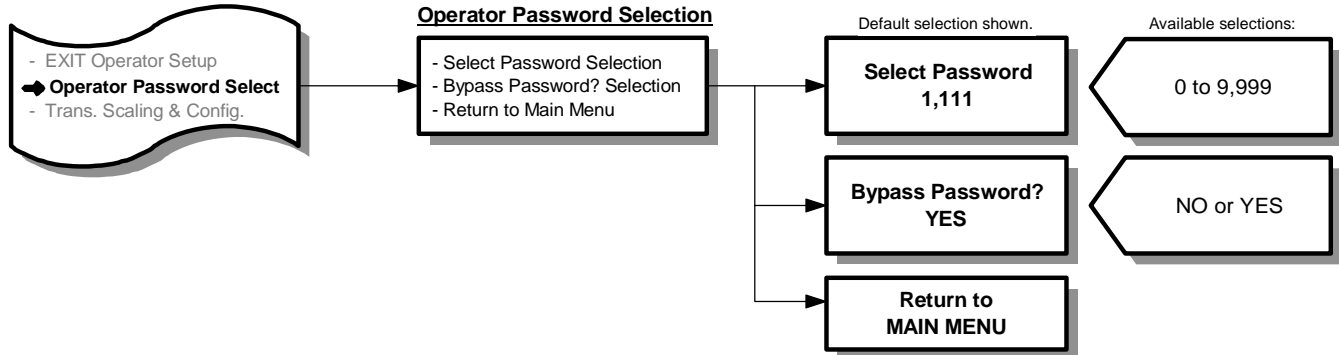 Operator Password Selection
Default selection shown.
Available selections:
- EXIT Operator Setup
Operator Password Select
- Trans. Scaling & Config.
- Select Password Selection
- Bypass Password? Selection
- Return to Main Menu
Select Password
1,111
0 to 9,999
Bypass Password?
YES
NO or YES
Return to
MAIN MENU